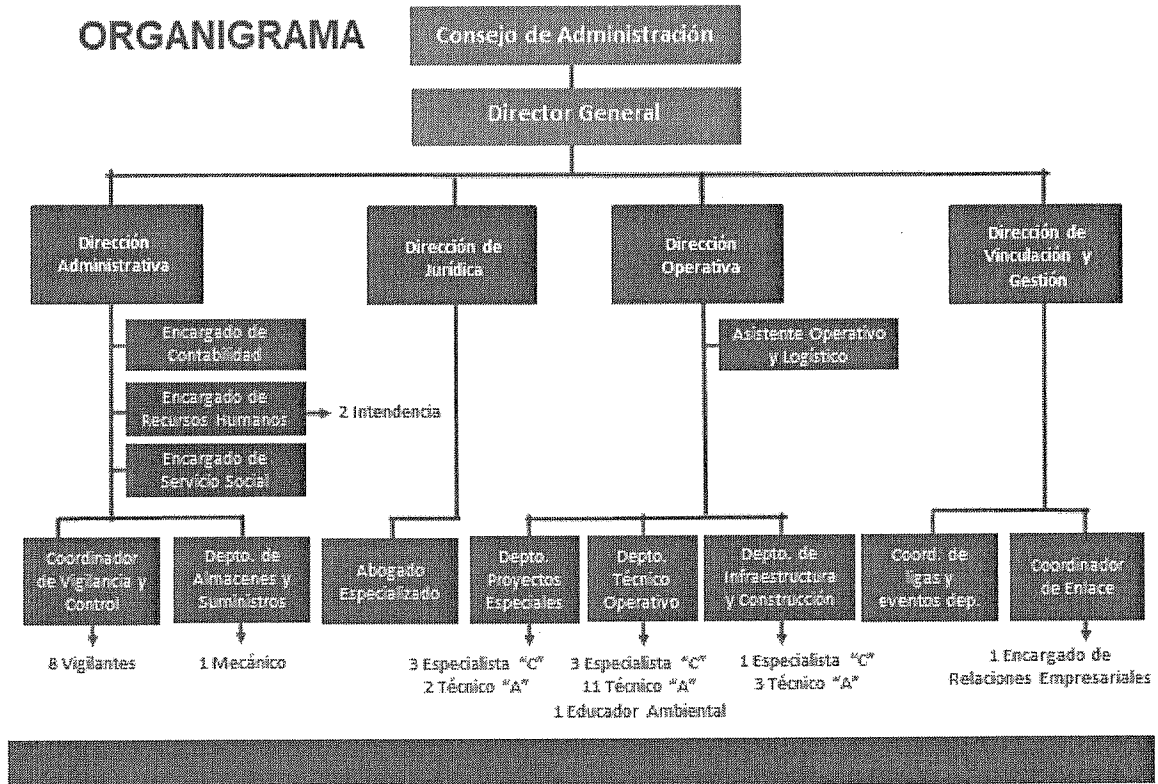 ORGANIGRAMA
Consejo de Administración
Director General
Dirección
Administrativa
Dirección de
Jurídica
Dirección
Operativa
Dirección de
Vinculación y
Gestión
Encargado de
Contabilidad
Encargado de
Recursos Humanos
2 Intendencia
Encargado de
Servicio Social
Asistente Operativo
y Logístico
Coordinador
de Vigilancia y
Control
Depto. de
Almacenes y
Suministros
Abogado
Especializado
Depto.
Proyectos
Especiales
Depto.
Técnico
Operativo
Depto. de
Infraestructura
y Construcción
Coord. de
ligas y
eventos dep.
Coordinador
de Enlace
8 Vigilantes
1 Mecánico
3 Especialista “C”
2 Técnico “A”
3 Especialista “C”
11 Técnico “A”
1 Educador Ambiental
1 Especialista “C”
3 Técnico “A”
1 Encargado de
Relaciones Empresariales